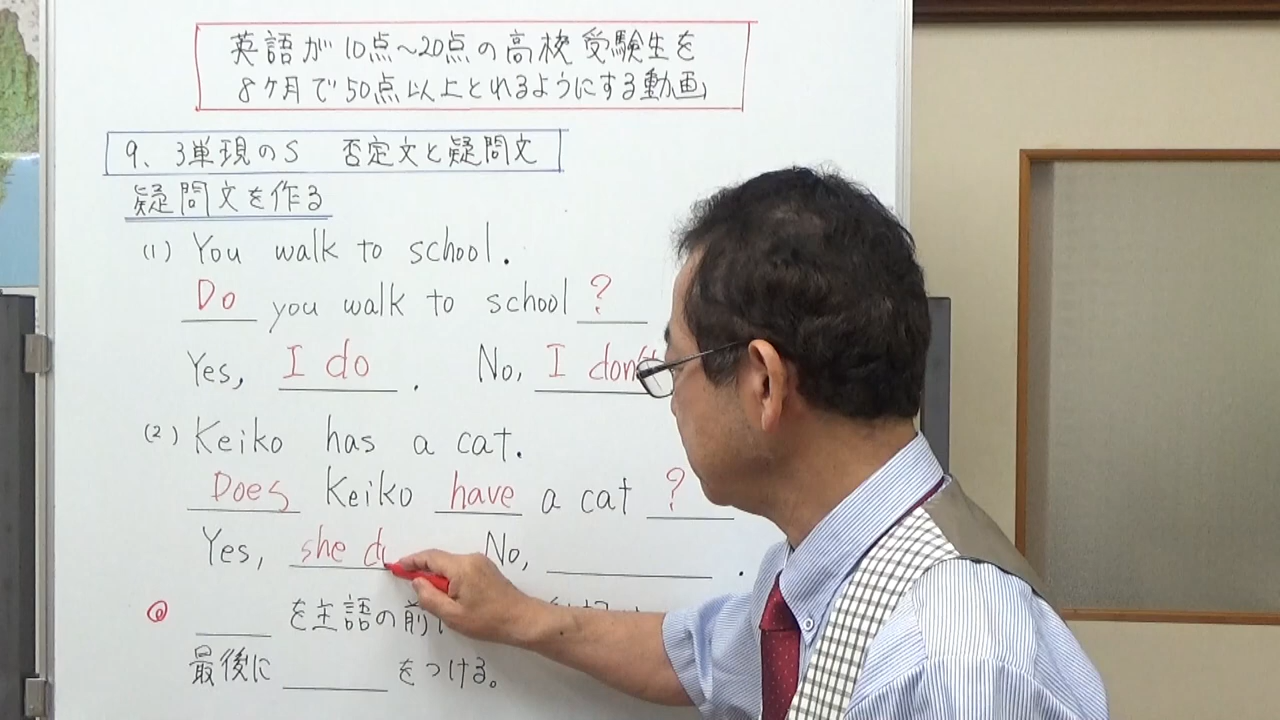 英語が10点~20点の高校受験生を
8ヶ月で50点以上とれるようにする動画
9、3単現のS 否定文と疑問文
疑問文を作る
(1) You walk to school.
Do you walk to school ?
Yes, I do . No, I don't
(2) Keiko has a cat.
Does Keiko have a cat ?
Yes, she d No, .
◎ を主語の前に
最後に をつける。